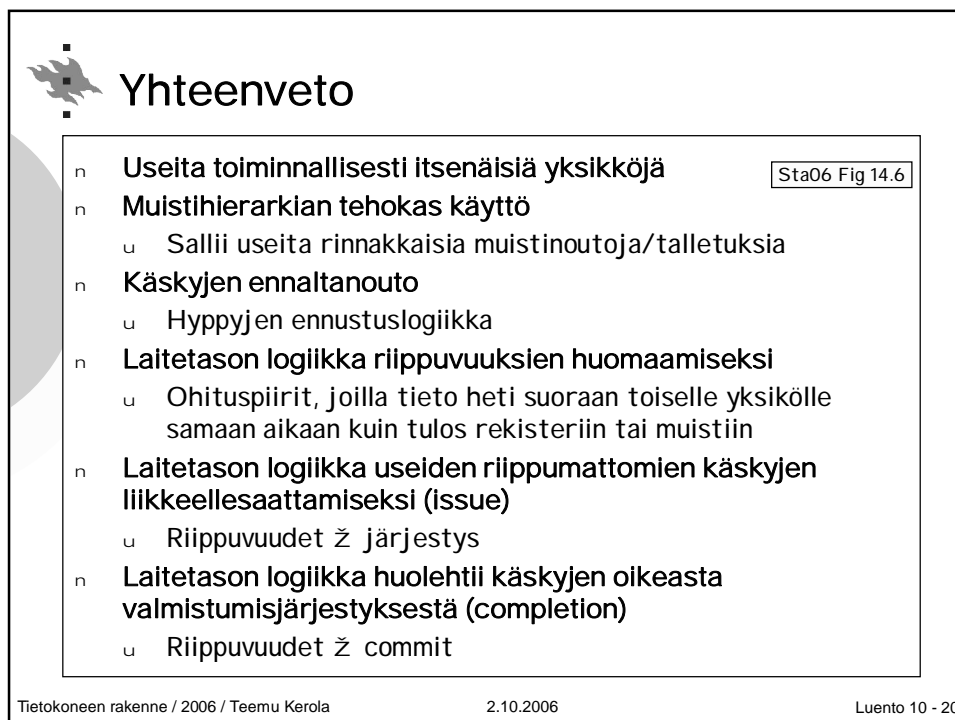 Yhteenveto
n Useita toiminnallisesti itsenäisiä yksikköjä
Sta06 Fig 14.6
n Muistihierarkian tehokas käyttö
u Sallii useita rinnakkaisia muistinoutoja/talletuksia
n Käskyjen ennaltanouto
u Hyppyjen ennustuslogiikka
n Laitetason logiikka riippuvuuksien huomaamiseksi
u Ohituspiirit, joilla tieto heti suoraan toiselle yksikölle
samaan aikaan kuin tulos rekisteriin tai muistiin
n Laitetason logiikka useiden riippumattomien käskyjen
liikkeellesaattamiseksi (issue)
u Riippuvuudet ž järjestys
n Laitetason logiikka huolehtii käskyjen oikeasta
valmistumisjärjestyksestä (completion)
u Riippuvuudet ž commit
Tietokoneen rakenne / 2006 / Teemu Kerola 2.10.2006 Luento 10 - 20